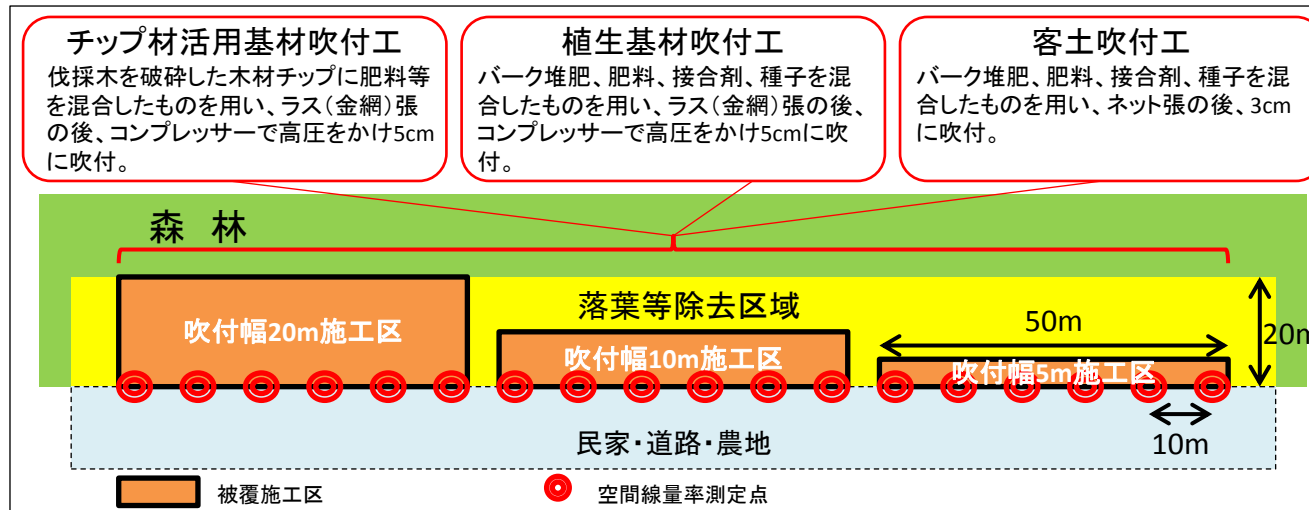 チップ材活用基材吹付工
伐採木を破砕した木材チップに肥料等
を混合したものを用い、ラス(金網)張
の後、コンプレッサーで高圧をかけ5cm
に吹付。
植生基材吹付工
バーク堆肥、肥料、接合剤、種子を混
合したものを用い、ラス(金網)張の後、
コンプレッサーで高圧をかけ5cmに吹
付。
客土吹付工
バーク堆肥、肥料、接合剤、種子を混
合したものを用い、ネット張の後、3cm
に吹付。
森 林
落葉等除去区域
吹付幅20m施工区
吹付幅10m施工区
吹付幅5m施工区
50m
20m
10m
民家・道路・農地
被覆施工区
空間線量率測定点